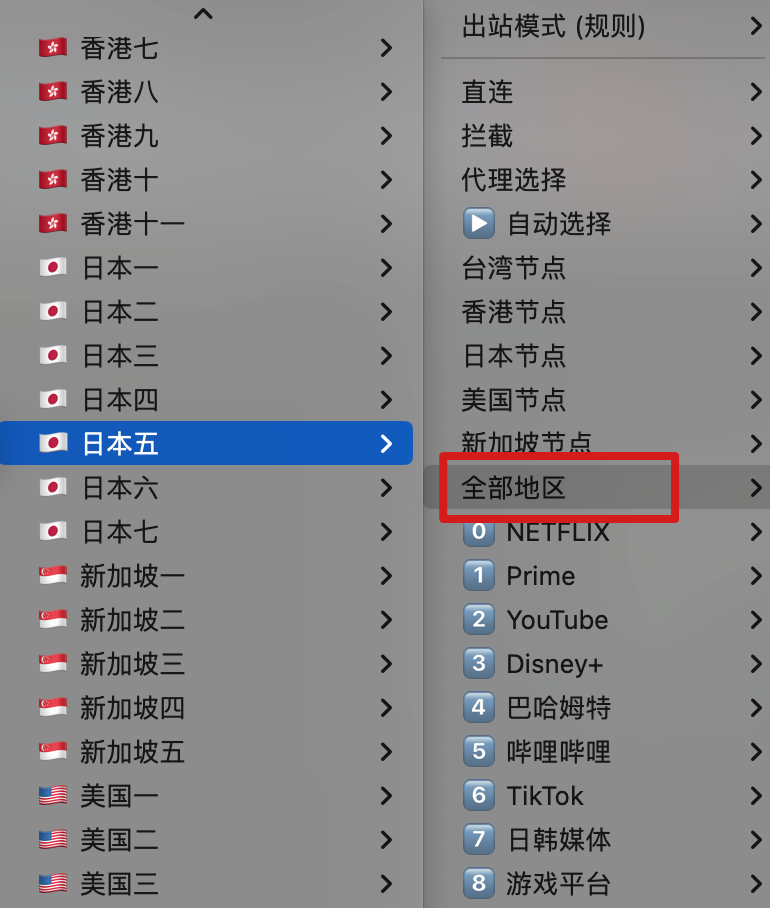 香港七
香港八
香港九
香港十
香港十一
日本一
日本二
日本三
日本四
日本五
日本六
日本七
新加坡一
新加坡二
新加坡三
新加坡四
新加坡五
美国一
美国二
美国三
出站模式 (规则)
直连
拦截
代理选择
自动选择
台湾节点
香港节点
日本节点
美国节点
新加坡节点
全部地区
0 NETFLIX
1 Prime
2 YouTube
3 Disney+
4 巴哈姆特
5 哔哩哔哩
6 TikTok
7 日韩媒体
8 游戏平台